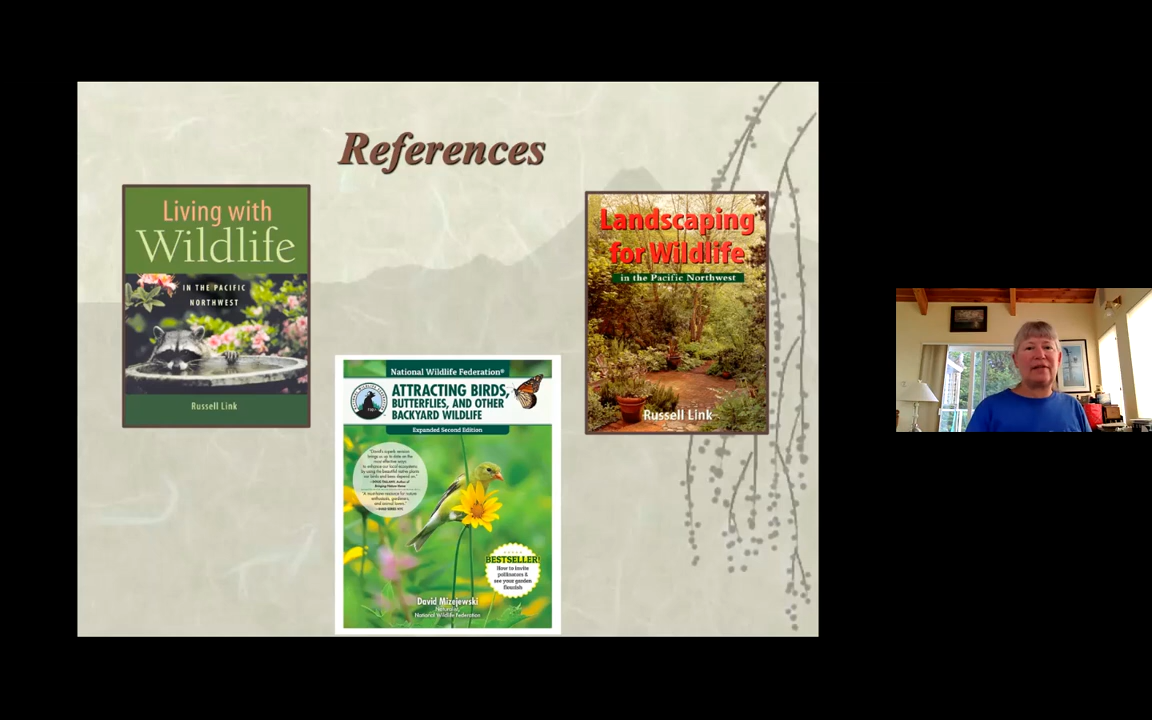 References
Living with
Wildlife
IN THE PACIFIC
NORTHWEST
Russell Link
National Wildlife Federation®
ATTRACTING BIRDS,
BUTTERFLIES, AND OTHER
BACKYARD WILDLIFE
Expanded Second Edition
BESTSELLER!
How to invite
pollinators &
see your garden
flourish
David Mizejewski
Naturalist,
National Wildlife Federation
Landscaping
for Wildlife
in the Pacific Northwest
Russell Link